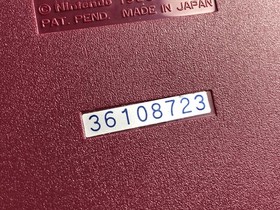 © Nintendo
PAT. PEND. MADE IN JAPAN
36108723